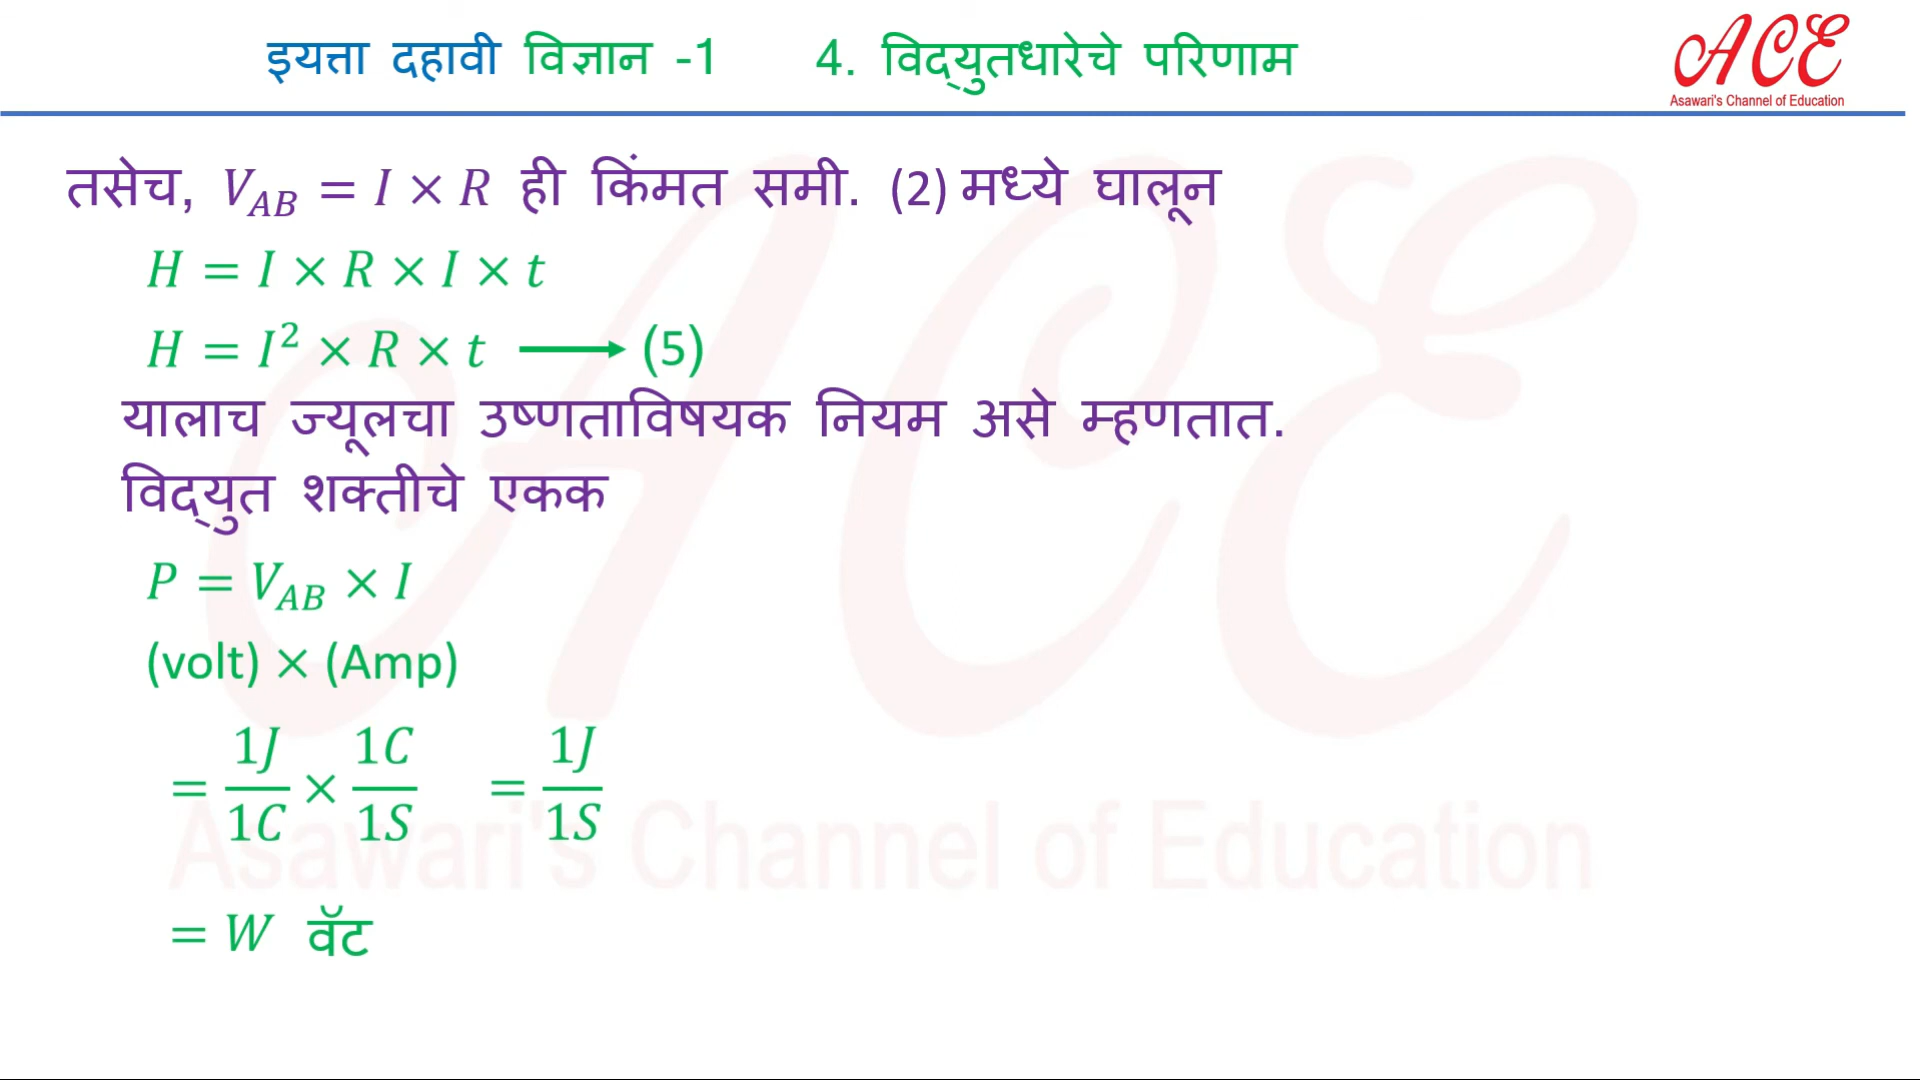 इयत्ता दहावी विज्ञान -1 4. विद्युतधारेचे परिणाम
ACE
Asawari's Channel of Education
तसेच, V_AB = I × R ही किंमत समी. (2) मध्ये घालून
H = I × R × I × t
H = I² × R × t ⟶ (5)
यालाच ज्यूलचा उष्णताविषयक नियम असे म्हणतात.
विद्युत शक्तीचे एकक
P = V_AB × I
(volt) × (Amp)
= 1J/1C × 1C/1S = 1J/1S
= W वॅट
ACE
Asawari's Channel of Education